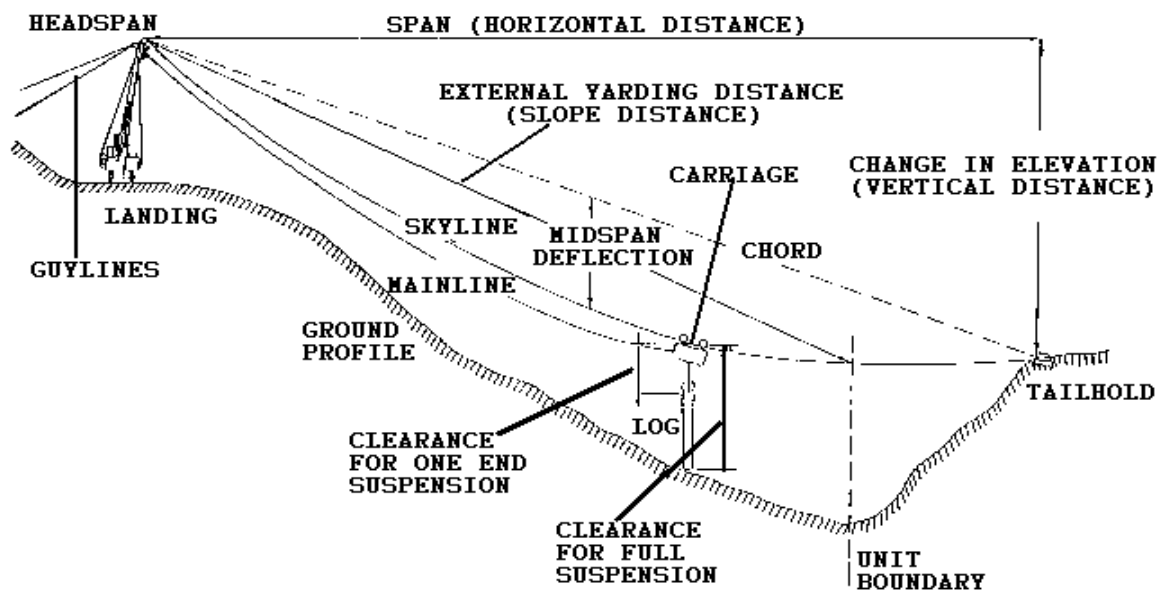 HEADSPAN
SPAN (HORIZONTAL DISTANCE)
EXTERNAL YARDING DISTANCE
(SLOPE DISTANCE)
CHANGE IN ELEVATION
(VERTICAL DISTANCE)
CARRIAGE
LANDING
SKYLINE
MIDSPAN
DEFLECTION
CHORD
GUYLINES
MAINLINE
GROUND
PROFILE
TAILHOLD
LOG
CLEARANCE
FOR ONE END
SUSPENSION
CLEARANCE
FOR FULL
SUSPENSION
UNIT
BOUNDARY